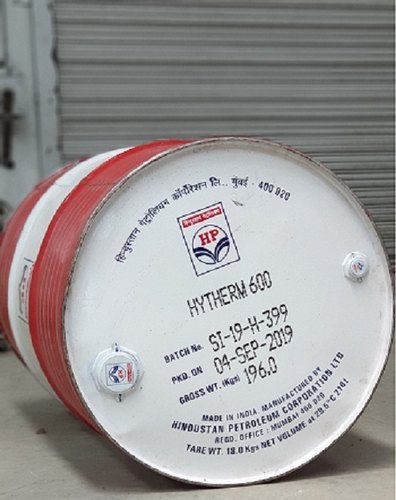 हिन्दुस्तान पेट्रोलियम कॉर्पोरेशन लि.., मुंबई - 400 020
हिन्दुस्तान पेट्रोलियम
HP
HYTHERM 600
BATCH No. SI-19-H-399
PKD. ON 04-SEP-2019
GROSS WT. (Kgs) 196.0
MADE IN INDIA. MANUFACTURED BY
HINDUSTAN PETROLEUM CORPORATION LTD
REGD. OFFICE : MUMBAI 400 020
TARE WT. 18.0 Kgs NET VOLUME at 29.5°C 210 l